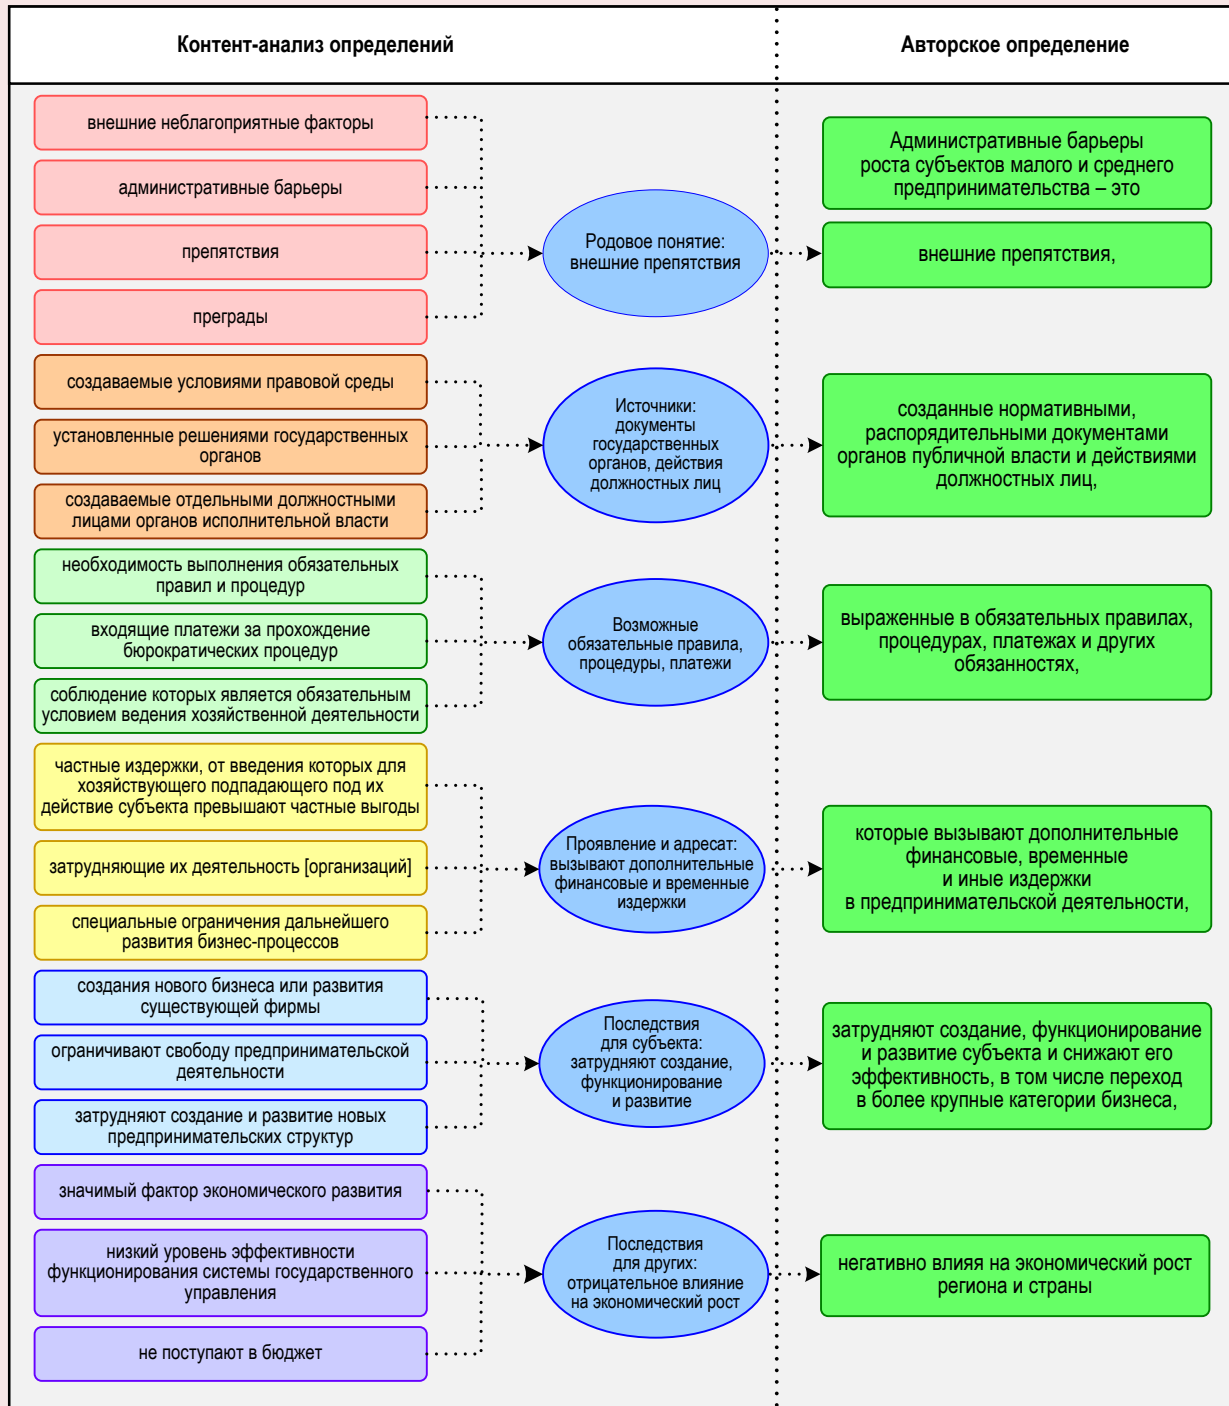 Контент-анализ определений
Авторское определение
внешние неблагоприятные факторы
административные барьеры
препятствия
преграды
Родовое понятие:
внешние препятствия
Административные барьеры
роста субъектов малого и среднего
предпринимательства – это
внешние препятствия,
создаваемые условиями правовой среды
установленные решениями государственных
органов
создаваемые отдельными должностными
лицами органов исполнительной власти
Источники:
документы
государственных
органов, действия
должностных лиц
созданные нормативными,
распорядительными документами
органов публичной власти и действиями
должностных лиц,
необходимость выполнения обязательных
правил и процедур
входящие платежи за прохождение
бюрократических процедур
соблюдение которых является обязательным
условием ведения хозяйственной деятельности
Возможные
обязательные правила,
процедуры, платежи
выраженные в обязательных правилах,
процедурах, платежах и других
обязанностях,
частные издержки, от введения которых для
хозяйствующего подпадающего под их
действие субъекта превышают частные выгоды
затрудняющие их деятельность [организаций]
специальные ограничения дальнейшего
развития бизнес-процессов
Проявление и адресат:
вызывают дополнительные
финансовые и временные
издержки
которые вызывают дополнительные
финансовые, временные
и иные издержки
в предпринимательской деятельности,
создания нового бизнеса или развития
существующей фирмы
ограничивают свободу предпринимательской
деятельности
затрудняют создание и развитие новых
предпринимательских структур
Последствия
для субъекта:
затрудняют создание,
функционирование
и развитие
затрудняют создание, функционирование
и развитие субъекта и снижают его
эффективность, в том числе переход
в более крупные категории бизнеса,
значимый фактор экономического развития
низкий уровень эффективности
функционирования системы государственного
управления
не поступают в бюджет
Последствия
для других:
отрицательное влияние
на экономический рост
негативно влияя на экономический рост
региона и страны